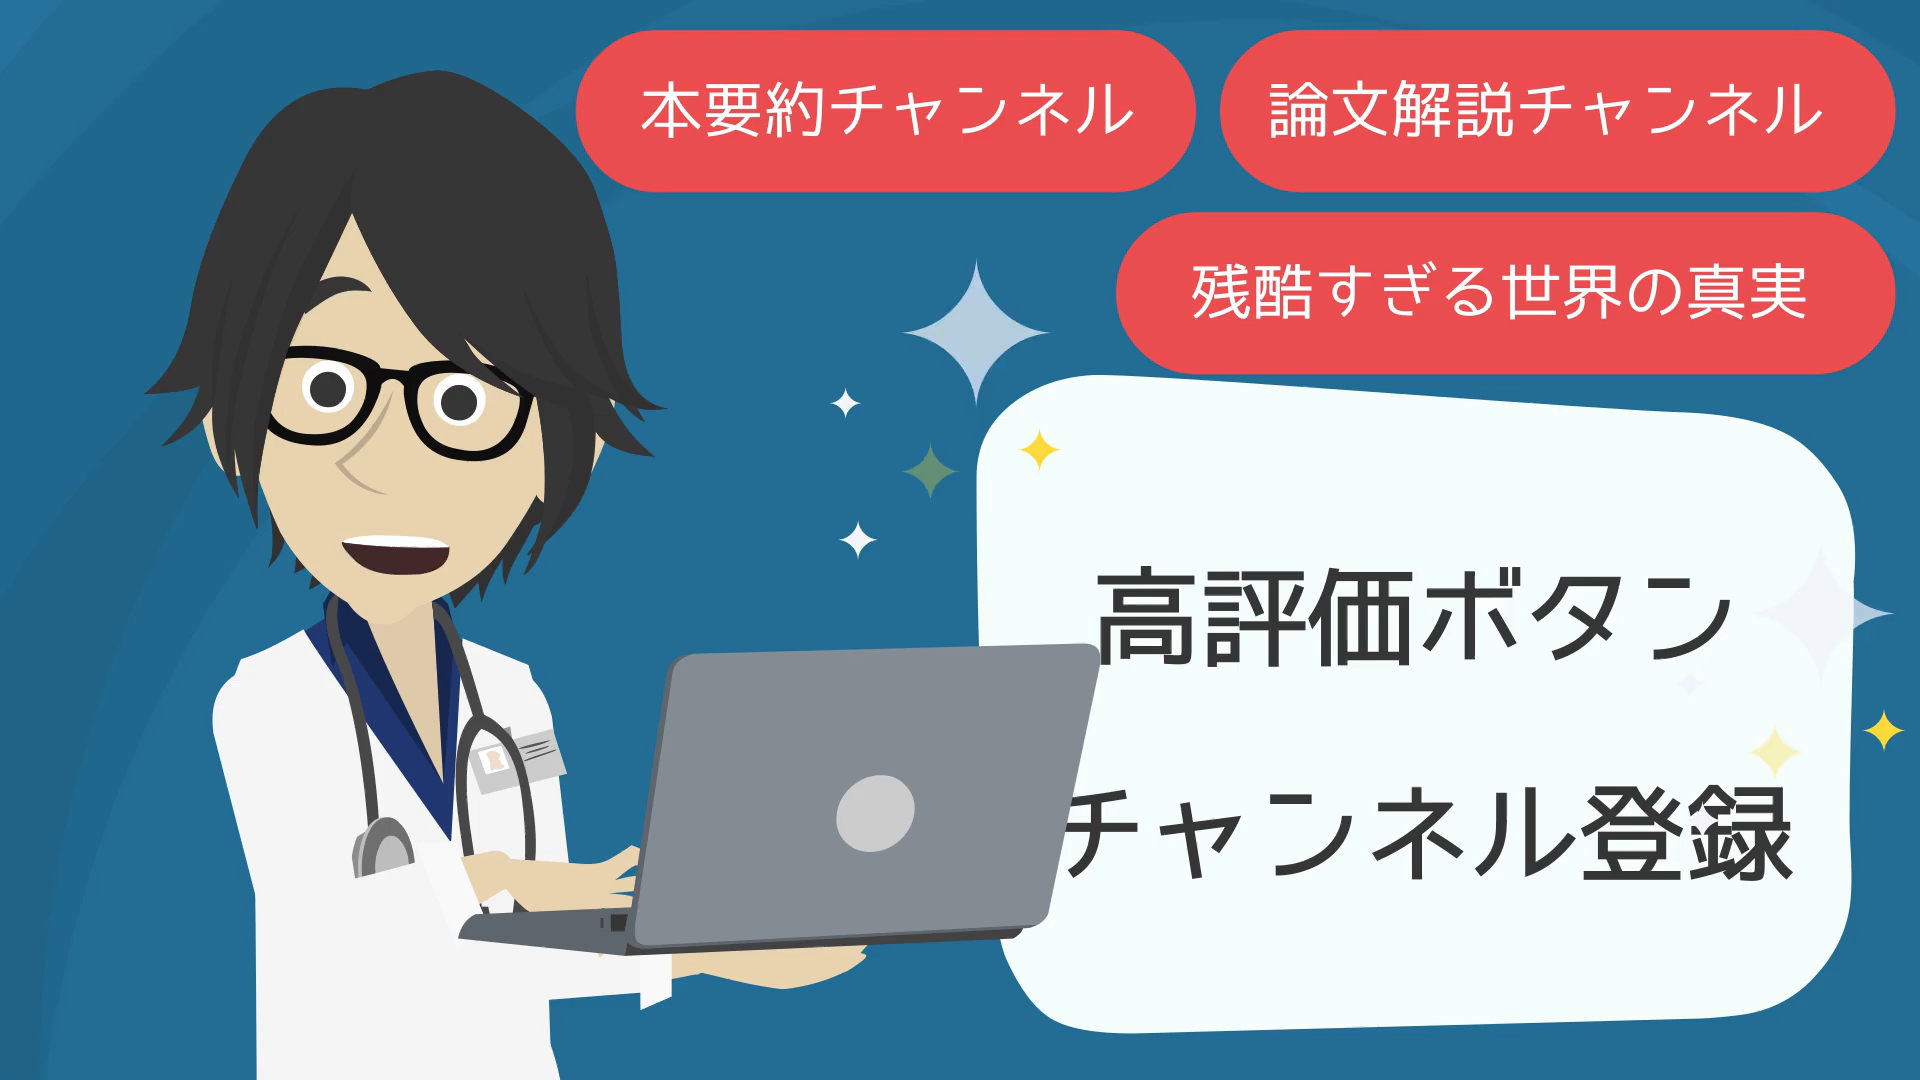 本要約チャンネル
論文解説チャンネル
残酷すぎる世界の真実
高評価ボタン
チャンネル登録